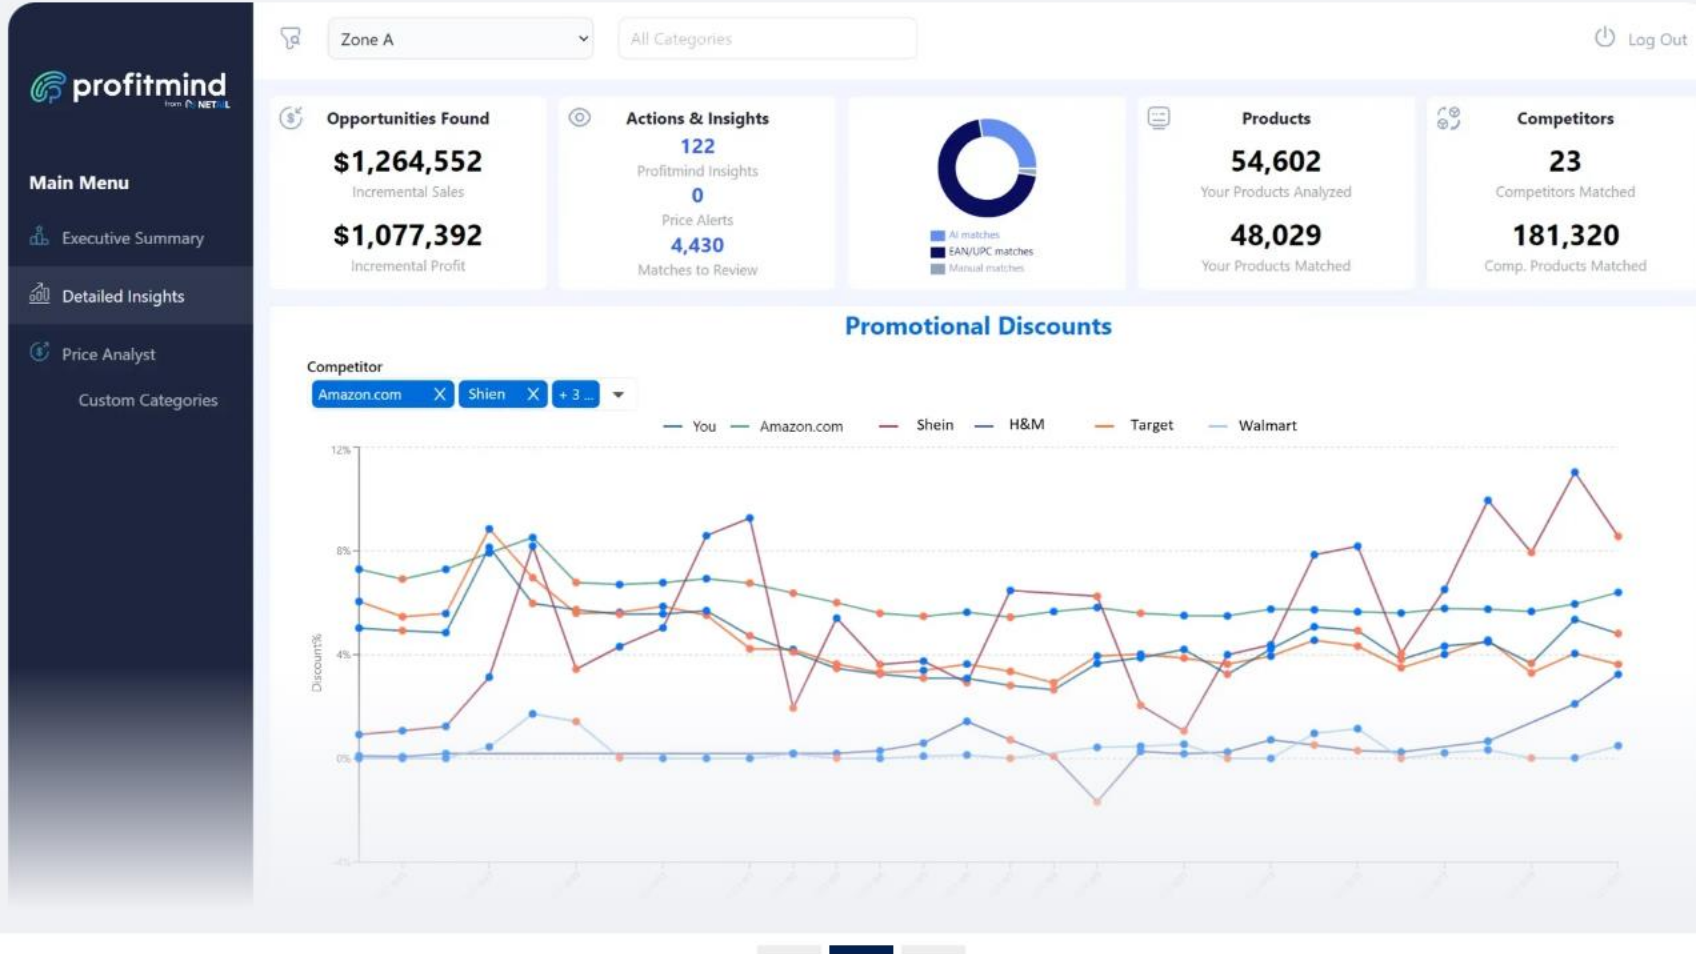 Zone A
All Categories
Log Out
profitmind
from NETAIL
Main Menu
Executive Summary
Detailed Insights
Price Analyst
Custom Categories
Opportunities Found
$1,264,552
Incremental Sales
$1,077,392
Incremental Profit
Actions & Insights
122
Profitmind Insights
0
Price Alerts
4,430
Matches to Review
AI matches
EAN/UPC matches
Manual matches
Products
54,602
Your Products Analyzed
48,029
Your Products Matched
Competitors
23
Competitors Matched
181,320
Comp. Products Matched
Promotional Discounts
Competitor
Amazon.com X Shien X + 3 ...
You Amazon.com Shein H&M Target Walmart
12%
8%
4%
0%
-4%
Discount%